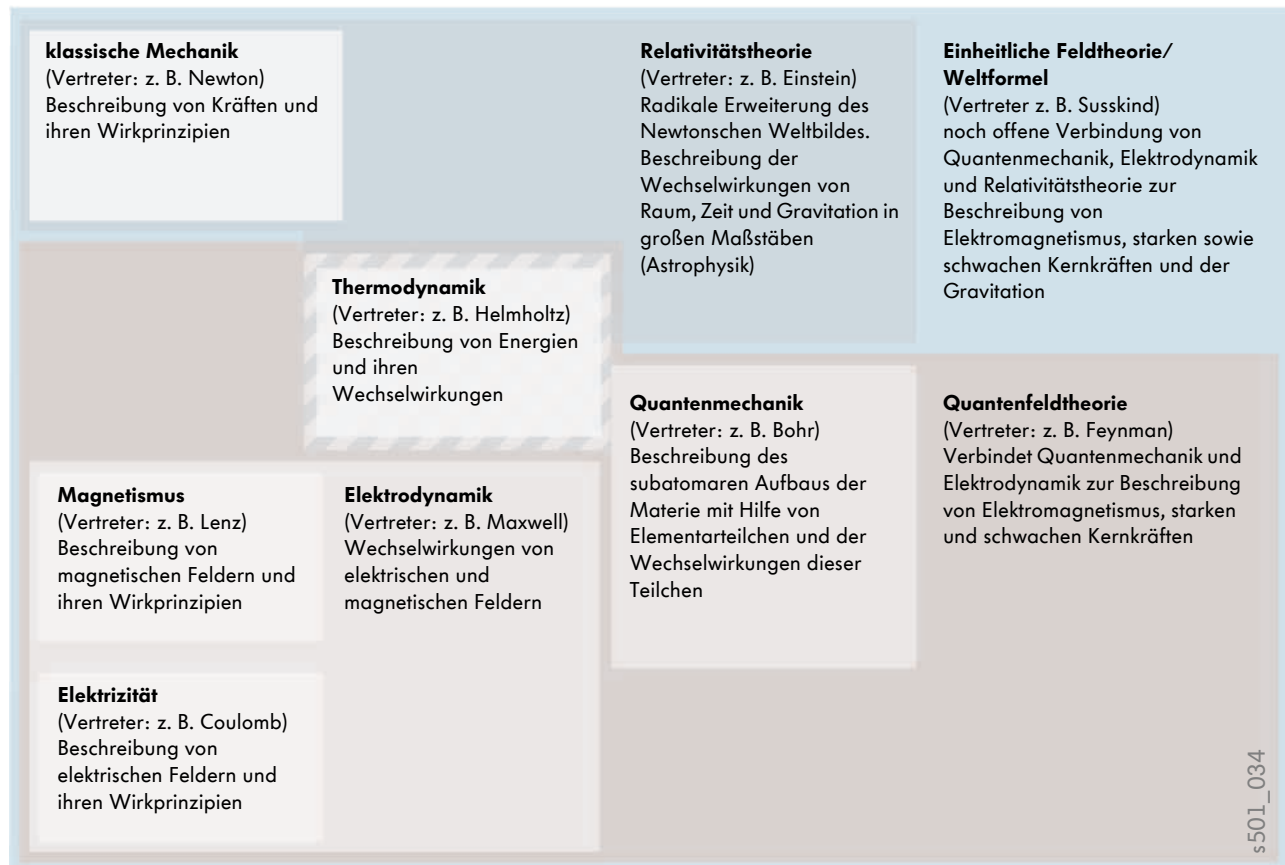 klassische Mechanik
(Vertreter: z. B. Newton)
Beschreibung von Kräften und
ihren Wirkprinzipien
Relativitätstheorie
(Vertreter: z. B. Einstein)
Radikale Erweiterung des
Newtonschen Weltbildes.
Beschreibung der
Wechselwirkungen von
Raum, Zeit und Gravitation in
großen Maßstäben
(Astrophysik)
Einheitliche Feldtheorie/
Weltformel
(Vertreter z. B. Susskind)
noch offene Verbindung von
Quantenmechanik, Elektrodynamik
und Relativitätstheorie zur
Beschreibung von
Elektromagnetismus, starken sowie
schwachen Kernkräften und der
Gravitation
Thermodynamik
(Vertreter: z. B. Helmholtz)
Beschreibung von Energien
und ihren
Wechselwirkungen
Quantenmechanik
(Vertreter: z. B. Bohr)
Beschreibung des
subatomaren Aufbaus der
Materie mit Hilfe von
Elementarteilchen und der
Wechselwirkungen dieser
Teilchen
Quantenfeldtheorie
(Vertreter: z. B. Feynman)
Verbindet Quantenmechanik und
Elektrodynamik zur Beschreibung
von Elektromagnetismus, starken
und schwachen Kernkräften
Magnetismus
(Vertreter: z. B. Lenz)
Beschreibung von
magnetischen Feldern und
ihren Wirkprinzipien
Elektrodynamik
(Vertreter: z. B. Maxwell)
Wechselwirkungen von
elektrischen und
magnetischen Feldern
Elektrizität
(Vertreter: z. B. Coulomb)
Beschreibung von
elektrischen Feldern und
ihren Wirkprinzipien
s501_034